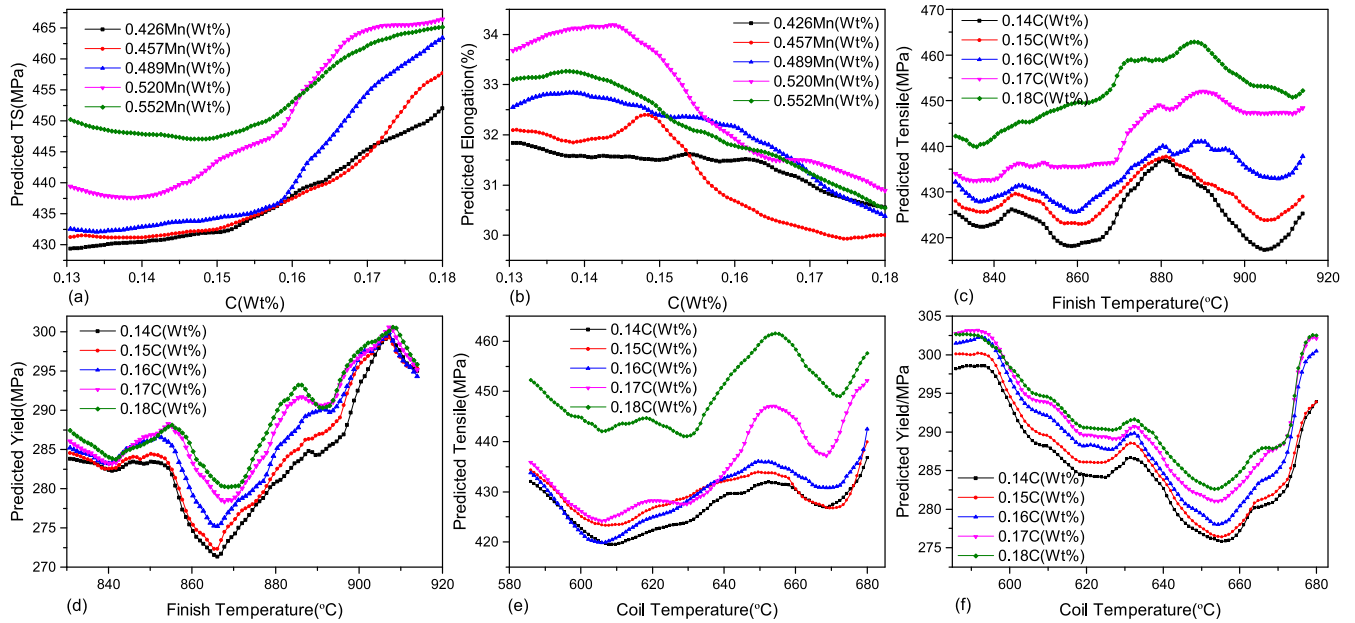 465
460
455
450
445
440
435
430
Predicted TS(MPa)
0.426Mn(Wt%)
0.457Mn(Wt%)
0.489Mn(Wt%)
0.520Mn(Wt%)
0.552Mn(Wt%)
0.13 0.14 0.15 0.16 0.17 0.18
(a)
C(Wt%)
34
33
32
31
30
Predicted Elongation(%)
0.426Mn(Wt%)
0.457Mn(Wt%)
0.489Mn(Wt%)
0.520Mn(Wt%)
0.552Mn(Wt%)
0.13 0.14 0.15 0.16 0.17 0.18
(b)
C(Wt%)
470
460
450
440
430
420
Predicted Tensile(MPa)
0.14C(Wt%)
0.15C(Wt%)
0.16C(Wt%)
0.17C(Wt%)
0.18C(Wt%)
840 860 880 900 920
(c)
Finish Temperature(°C)
300
295
290
285
280
275
270
Predicted Yield(MPa)
0.14C(Wt%)
0.15C(Wt%)
0.16C(Wt%)
0.17C(Wt%)
0.18C(Wt%)
840 860 880 900 920
(d)
Finish Temperature(°C)
460
450
440
430
420
Predicted Tensile(MPa)
0.14C(Wt%)
0.15C(Wt%)
0.16C(Wt%)
0.17C(Wt%)
0.18C(Wt%)
580 600 620 640 660 680
(e)
Coil Temperature(°C)
305
300
295
290
285
280
275
Predicted Yield/MPa
0.14C(Wt%)
0.15C(Wt%)
0.16C(Wt%)
0.17C(Wt%)
0.18C(Wt%)
600 620 640 660 680
(f)
Coil Temperature(°C)